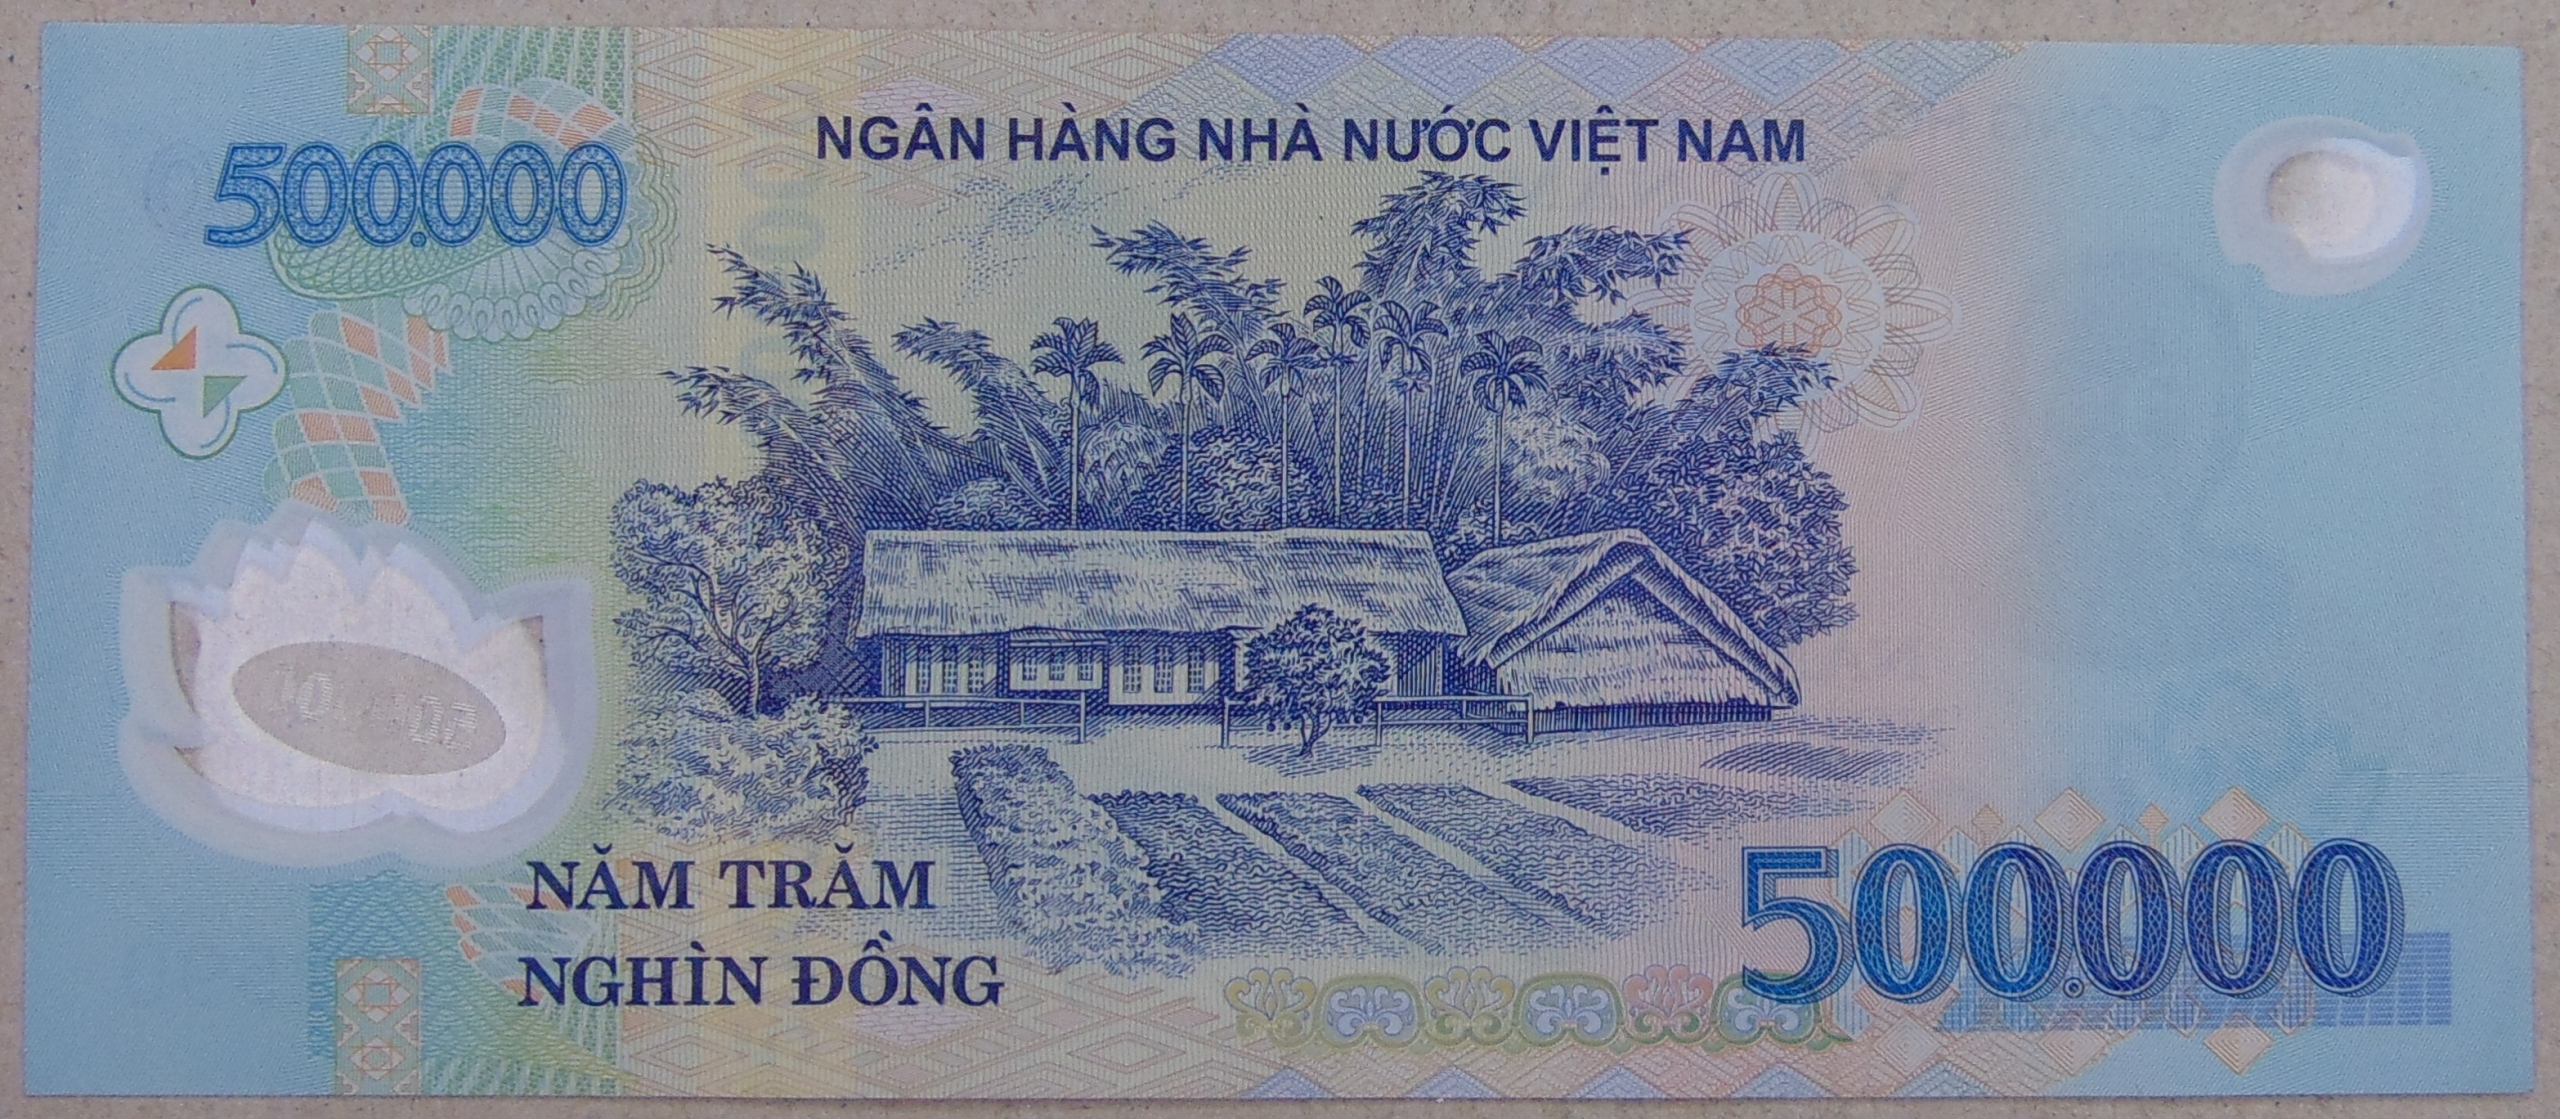 NGÂN HÀNG NHÀ NƯỚC VIỆT NAM
500.000
NĂM TRĂM
NGHÌN ĐỒNG
500.000